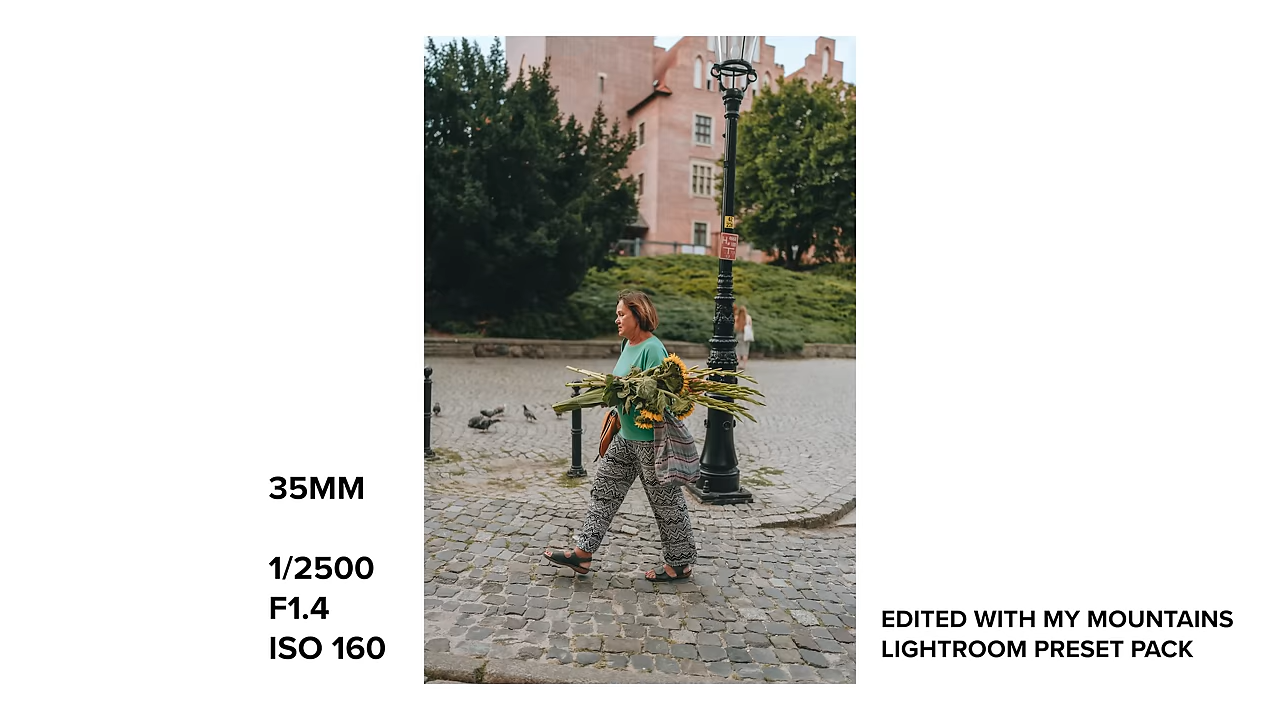 35MM
1/2500
F1.4
ISO 160
EDITED WITH MY MOUNTAINS
LIGHTROOM PRESET PACK